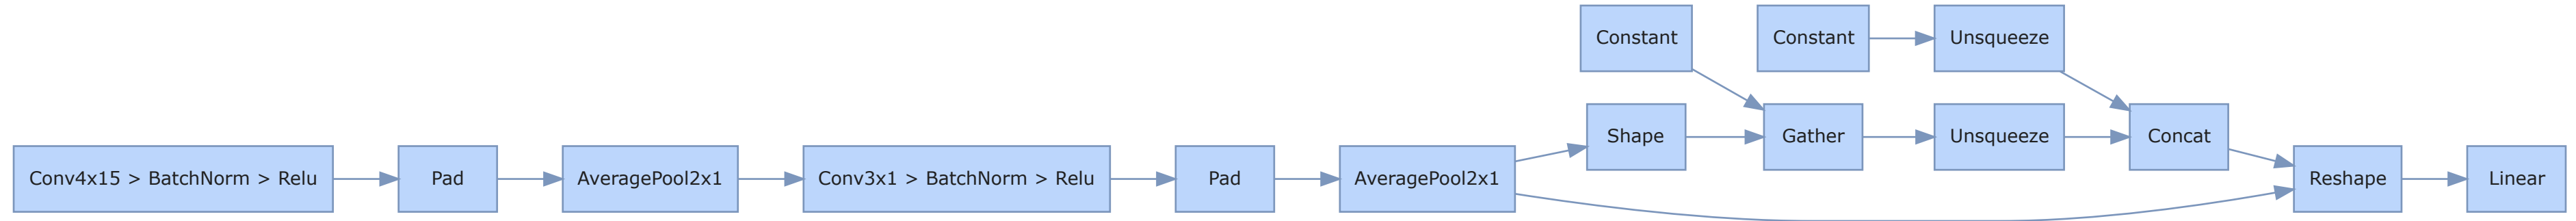 Constant
Constant
Unsqueeze
Shape
Gather
Unsqueeze
Concat
Conv4x15 > BatchNorm > Relu
Pad
AveragePool2x1
Conv3x1 > BatchNorm > Relu
Pad
AveragePool2x1
Reshape
Linear